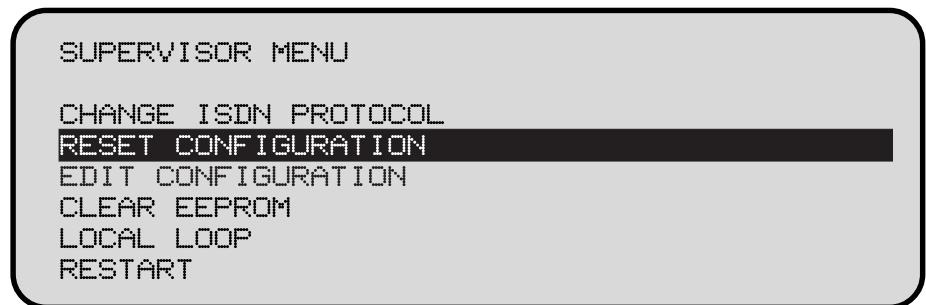 SUPERVISOR MENU
CHANGE ISDN PROTOCOL
RESET CONFIGURATION
EDIT CONFIGURATION
CLEAR EEPROM
LOCAL LOOP
RESTART